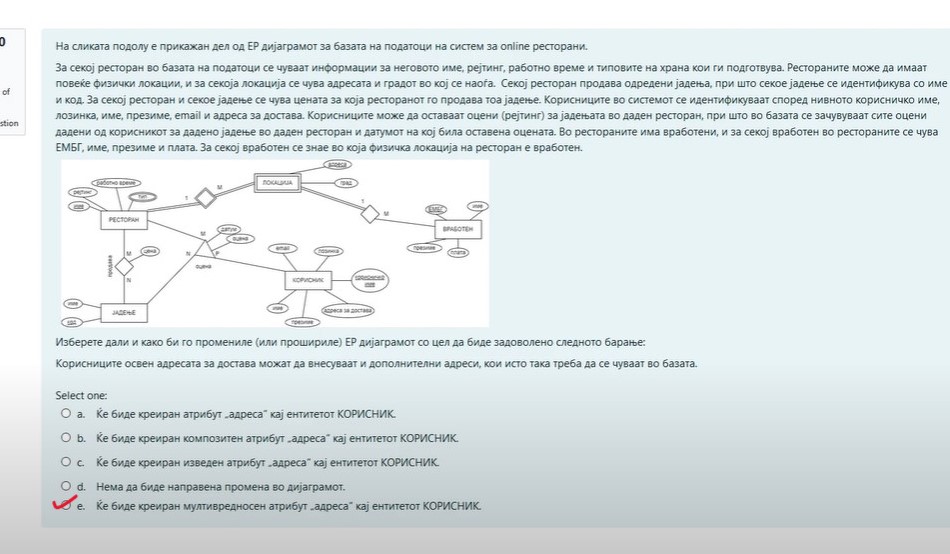 0
of
stion
На сликата подолу е прикажан дел од ЕР дијаграмот за базата на податоци на систем за online ресторани.
За секој ресторан во базата на податоци се чуваат информации за неговото име, рејтинг, работно време и типовите на храна кои ги подготвува. Рестораните може да имаат
повеќе физички локации, и за секоја локација се чува адресата и градот во кој се наоѓа. Секој ресторан продава одредени јадења, при што секое јадење се идентификува со име
и код. За секој ресторан и секое јадење се чува цената за која ресторанот го продава тоа јадење. Корисниците во системот се идентификуваат според нивното корисничко име,
лозинка, име, презиме, email и адреса за достава. Корисниците може да оставаат оцени (рејтинг) за јадењата во даден ресторан, при што во базата се зачувуваат сите оцени
дадени од корисникот за дадено јадење во даден ресторан и датумот на кој била оставена оцената. Во рестораните има вработени, и за секој вработен во рестораните се чува
ЕМБГ, име, презиме и плата. За секој вработен се знае во која физичка локација на ресторан е вработен.
адреса
работно време
М
ЛОКАЦИЈА
град
рејтинг
тип
1
1
име
ЕМБГ
име
РЕСТОРАН
М
датум
М
ВРАБОТЕН
оцена
презиме
плата
М
цена
N
P
email
лозинка
продава
оцена
N
КОРИСНИК
корисничко
име
име
ЈАДЕЊЕ
име
адреса за достава
код
презиме
Изберете дали и како би го промениле (или прошириле) ЕР дијаграмот со цел да биде задоволено следното барање:
Корисниците освен адресата за достава можат да внесуваат и дополнителни адреси, кои исто така треба да се чуваат во базата.
Select one:
a. Ќе биде креиран атрибут „адреса“ кај ентитетот КОРИСНИК.
b. Ќе биде креиран композитен атрибут „адреса“ кај ентитетот КОРИСНИК.
c. Ќе биде креиран изведен атрибут „адреса“ кај ентитетот КОРИСНИК.
d. Нема да биде направена промена во дијаграмот.
e. Ќе биде креиран мултивредносен атрибут „адреса“ кај ентитетот КОРИСНИК.